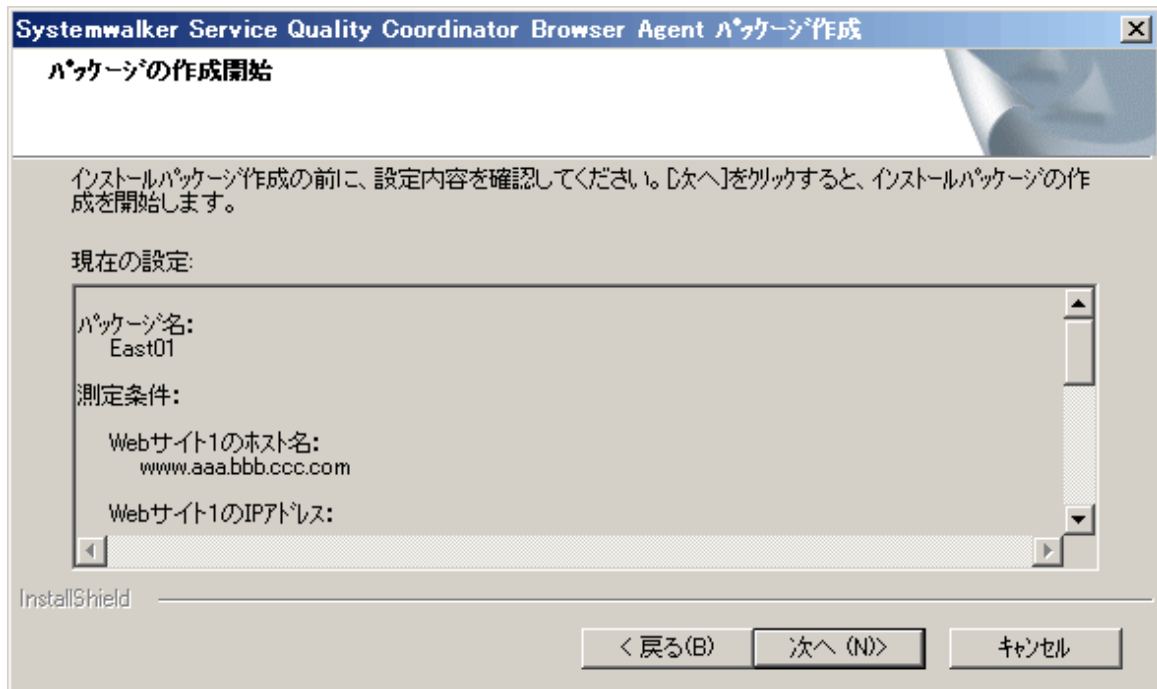 Systemwalker Service Quality Coordinator Browser Agent パッケージ作成
パッケージの作成開始
インストールパッケージ作成の前に、設定内容を確認してください。[次へ]をクリックすると、インストールパッケージの作
成を開始します。
現在の設定:
パッケージ名:
East01
測定条件:
Webサイト1のホスト名:
www.aaa.bbb.ccc.com
Webサイト1のIPアドレス:
InstallShield
< 戻る(B)
次へ (N)>
キャンセル